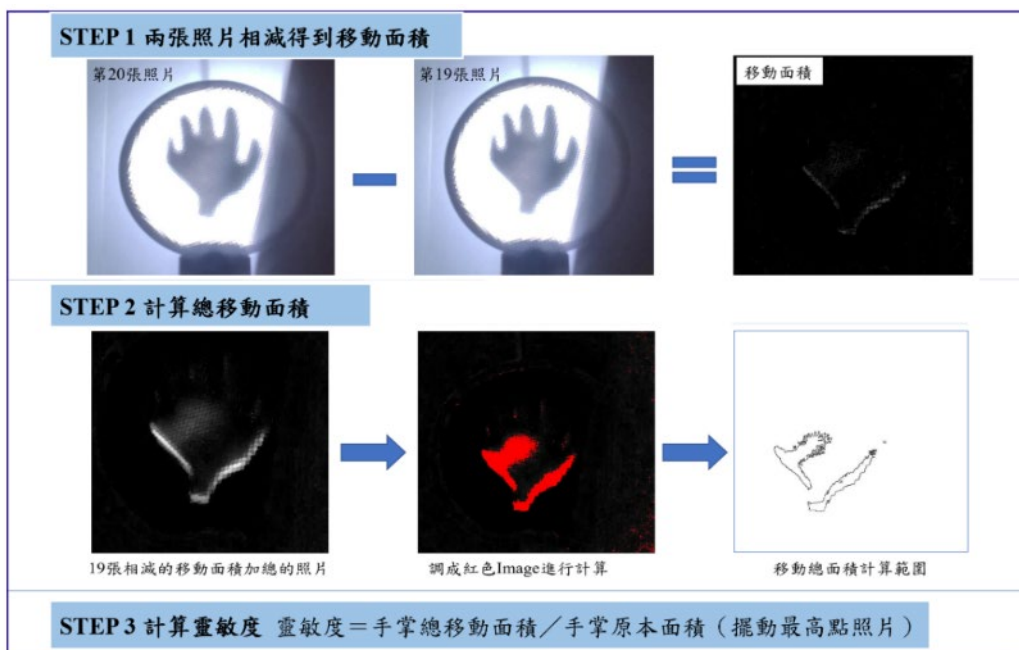 STEP 1 兩張照片相減得到移動面積
第20張照片
第19張照片
移動面積
STEP 2 計算總移動面積
19張相減的移動面積加總的照片
調成紅色Image進行計算
移動總面積計算範圍
STEP 3 計算靈敏度 靈敏度＝手掌總移動面積／手掌原本面積（擺動最高點照片）